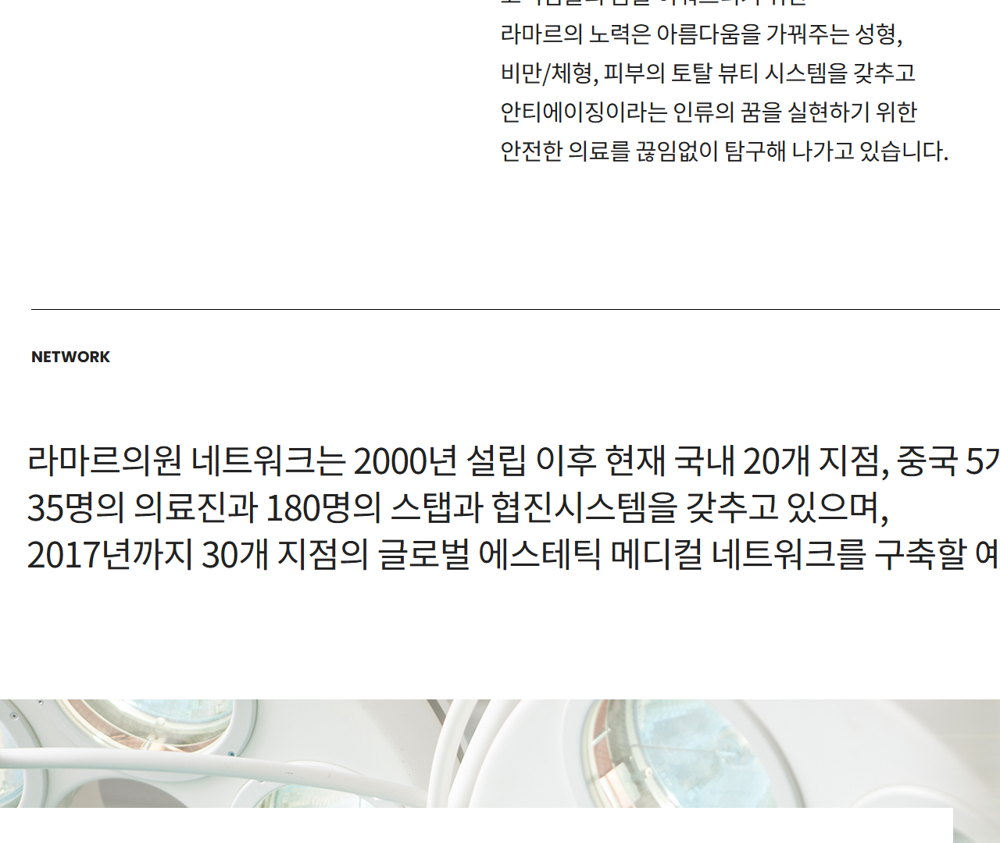 라마르의 노력은 아름다움을 가꿔주는 성형,
비만/체형, 피부의 토탈 뷰티 시스템을 갖추고
안티에이징이라는 인류의 꿈을 실현하기 위한
안전한 의료를 끊임없이 탐구해 나가고 있습니다.
NETWORK
라마르의원 네트워크는 2000년 설립 이후 현재 국내 20개 지점, 중국
35명의 의료진과 180명의 스탭과 협진시스템을 갖추고 있으며,
2017년까지 30개 지점의 글로벌 에스테틱 메디컬 네트워크를 구축할